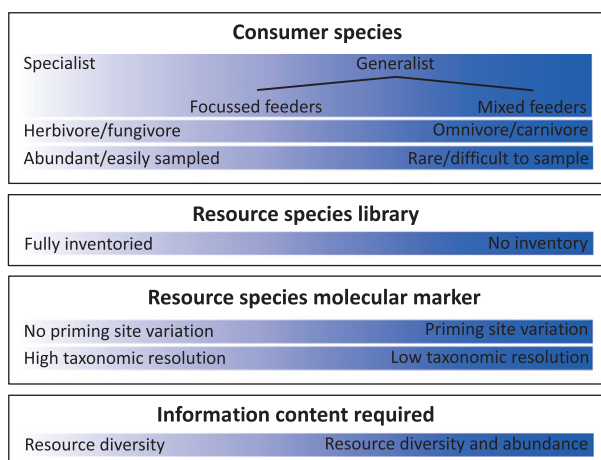 Consumer species
Specialist Generalist
Focussed feeders Mixed feeders
Herbivore/fungivore Omnivore/carnivore
Abundant/easily sampled Rare/difficult to sample
Resource species library
Fully inventoried No inventory
Resource species molecular marker
No priming site variation Priming site variation
High taxonomic resolution Low taxonomic resolution
Information content required
Resource diversity Resource diversity and abundance